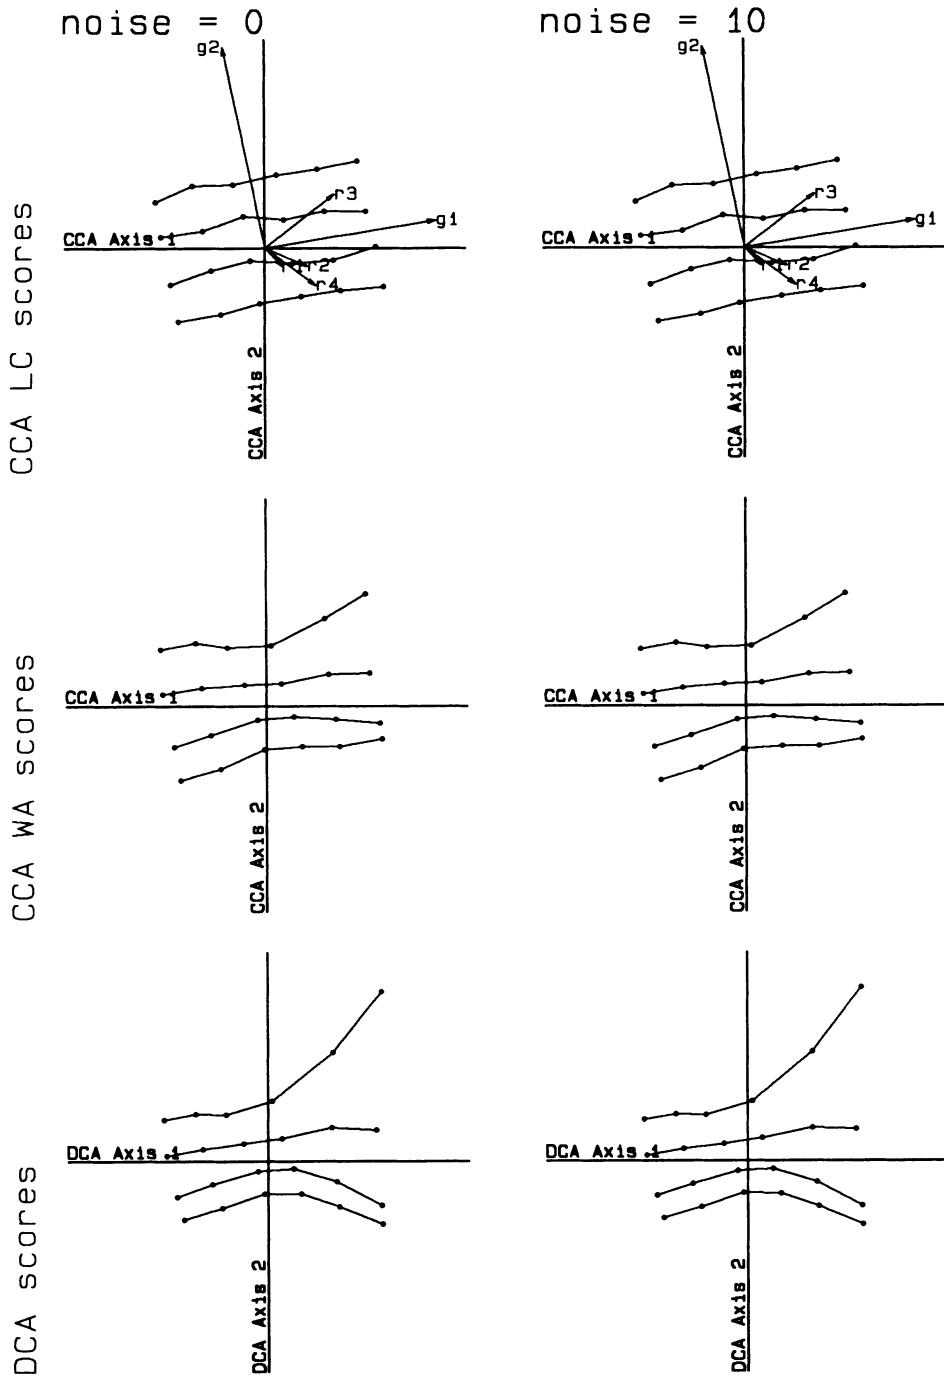 noise = 0
noise = 10
CCA LC scores
g2
r3
g1
CCA Axis 1
r1
r2
r4
CCA Axis 2
g2
r3
g1
CCA Axis 1
r1
r2
r4
CCA Axis 2
CCA WA scores
CCA Axis 1
CCA Axis 2
CCA Axis 1
CCA Axis 2
DCA scores
DCA Axis 1
DCA Axis 2
DCA Axis 1
DCA Axis 2